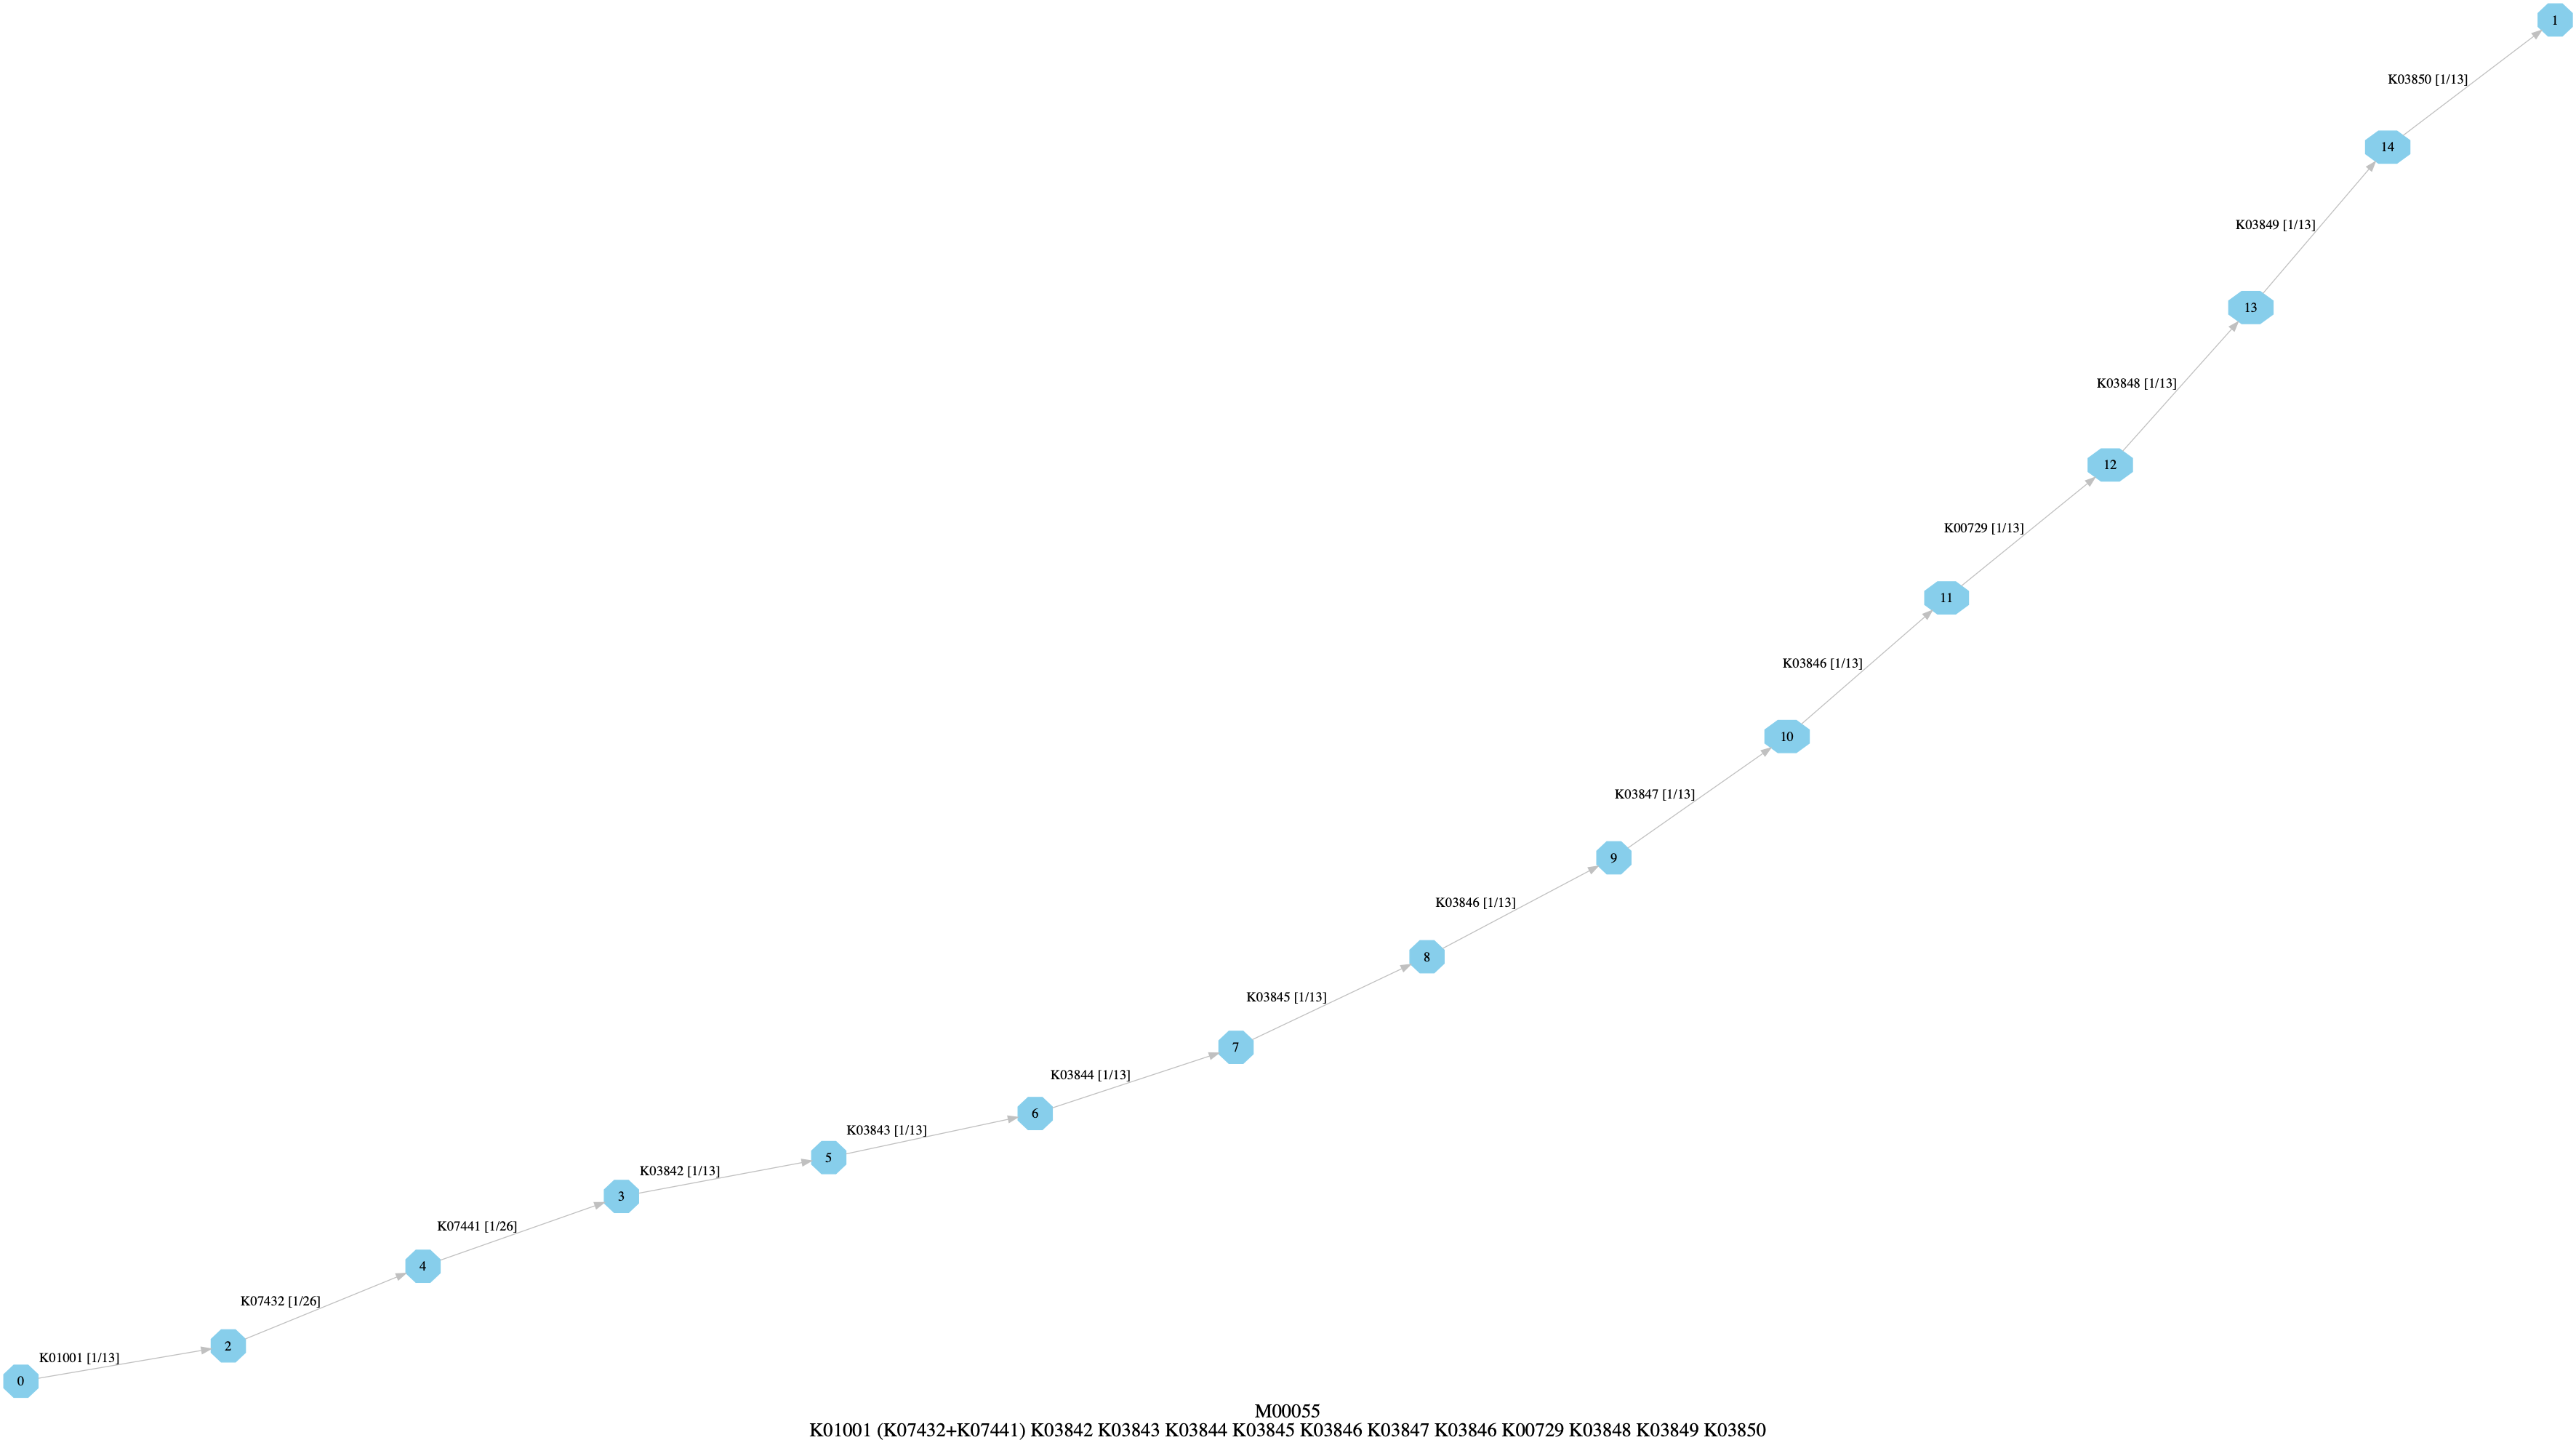 1
K03850 [1/13]
14
K03849 [1/13]
13
K03848 [1/13]
12
K00729 [1/13]
11
K03846 [1/13]
10
K03847 [1/13]
9
K03846 [1/13]
8
K03845 [1/13]
7
K03844 [1/13]
6
K03843 [1/13]
5
K03842 [1/13]
3
K07441 [1/26]
4
K07432 [1/26]
2
K01001 [1/13]
0
M00055
K01001 (K07432+K07441) K03842 K03843 K03844 K03845 K03846 K03847 K03846 K00729 K03848 K03849 K03850